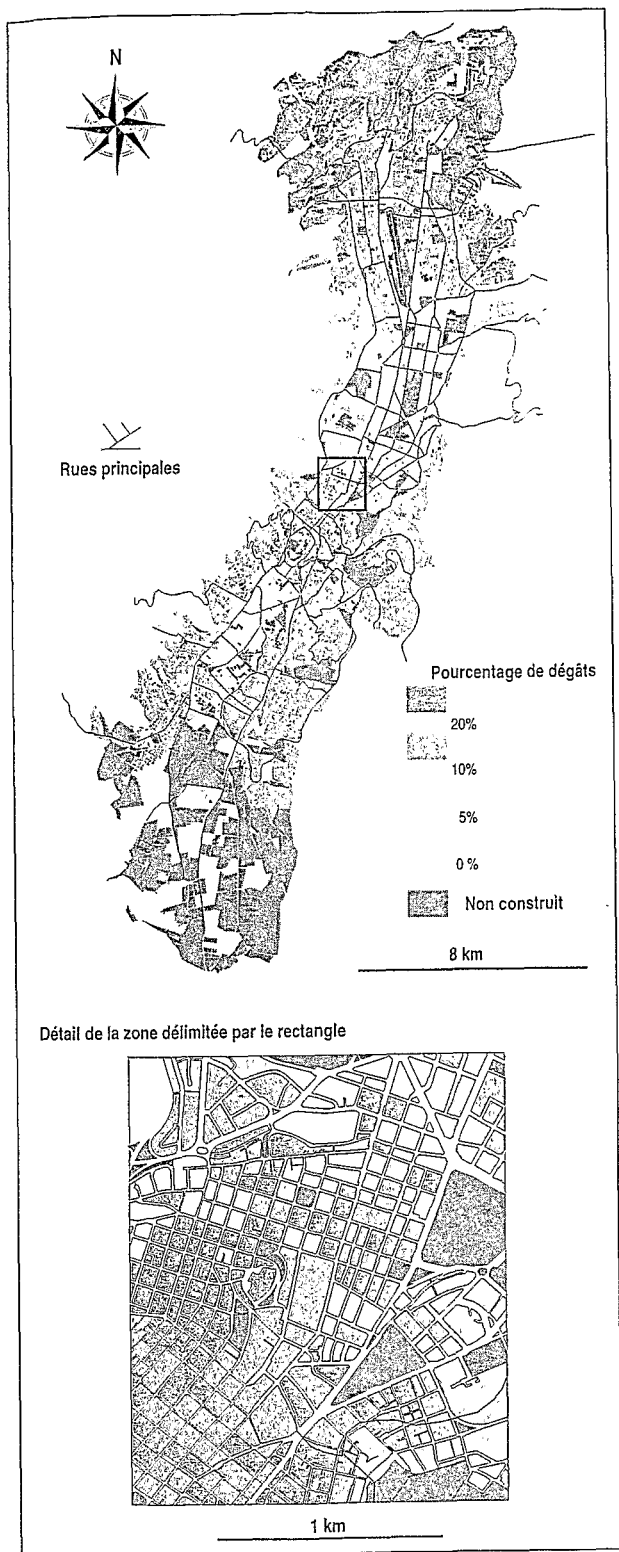 N
Rues principales
Pourcentage de dégâts
20%
10%
5%
0 %
Non construit
8 km
Détail de la zone délimitée par le rectangle
1 km